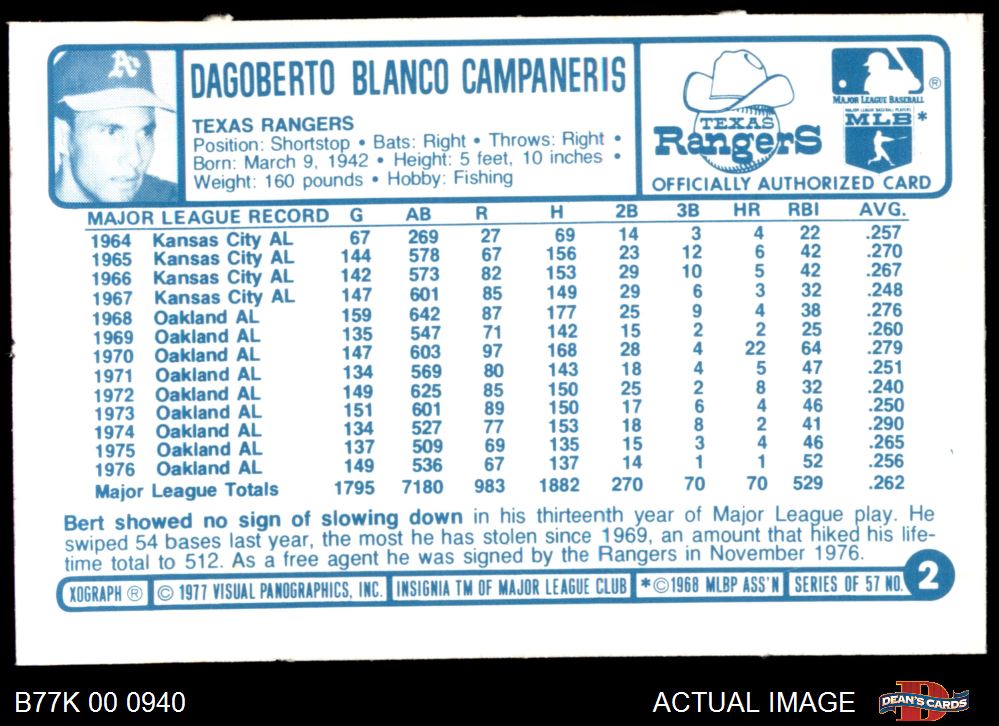 A's
DAGOBERTO BLANCO CAMPANERIS
TEXAS RANGERS
Position: Shortstop • Bats: Right • Throws: Right •
Born: March 9, 1942 • Height: 5 feet, 10 inches •
Weight: 160 pounds • Hobby: Fishing
TEXAS
RangerS
®
MAJOR LEAGUE BASEBALL
MAJOR LEAGUE BASEBALL PLAYERS
MLB *
OFFICIALLY AUTHORIZED CARD
MAJOR LEAGUE RECORD G AB R H 2B 3B HR RBI AVG.
1964 Kansas City AL 67 269 27 69 14 3 4 22 .257
1965 Kansas City AL 144 578 67 156 23 12 6 42 .270
1966 Kansas City AL 142 573 82 153 29 10 5 42 .267
1967 Kansas City AL 147 601 85 149 29 6 3 32 .248
1968 Oakland AL 159 642 87 177 25 9 4 38 .276
1969 Oakland AL 135 547 71 142 15 2 2 25 .260
1970 Oakland AL 147 603 97 168 28 4 22 64 .279
1971 Oakland AL 134 569 80 143 18 4 5 47 .251
1972 Oakland AL 149 625 85 150 25 2 8 32 .240
1973 Oakland AL 151 601 89 150 17 6 4 46 .250
1974 Oakland AL 134 527 77 153 18 8 2 41 .290
1975 Oakland AL 137 509 69 135 15 3 4 46 .265
1976 Oakland AL 149 536 67 137 14 1 1 52 .256
Major League Totals 1795 7180 983 1882 270 70 70 529 .262
Bert showed no sign of slowing down in his thirteenth year of Major League play. He
swiped 54 bases last year, the most he has stolen since 1969, an amount that hiked his life-
time total to 512. As a free agent he was signed by the Rangers in November 1976.
XOGRAPH ® © 1977 VISUAL PANOGRAPHICS, INC. INSIGNIA TM OF MAJOR LEAGUE CLUB *©1968 MLBP ASS'N SERIES OF 57 NO. 2
B77K 00 0940 ACTUAL IMAGE DEAN'S CARDS